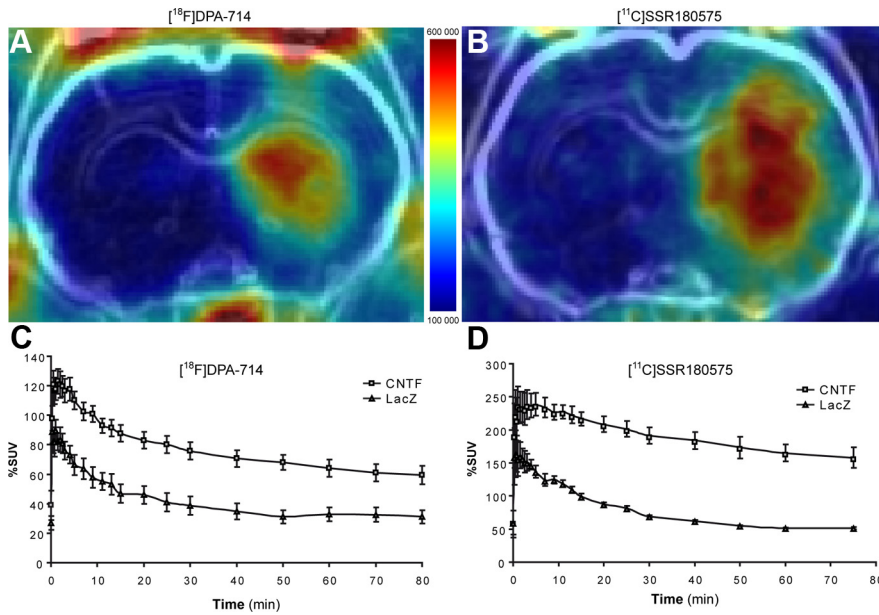 [¹⁸F]DPA-714
[¹¹C]SSR180575
A
600 000
B
100 000
C
[¹⁸F]DPA-714
CNTF
LacZ
%SUV
140
120
100
80
60
40
20
0
0 10 20 30 40 50 60 70 80
Time (min)
D
[¹¹C]SSR180575
CNTF
LacZ
%SUV
300
250
200
150
100
50
0
0 10 20 30 40 50 60 70 80
Time (min)